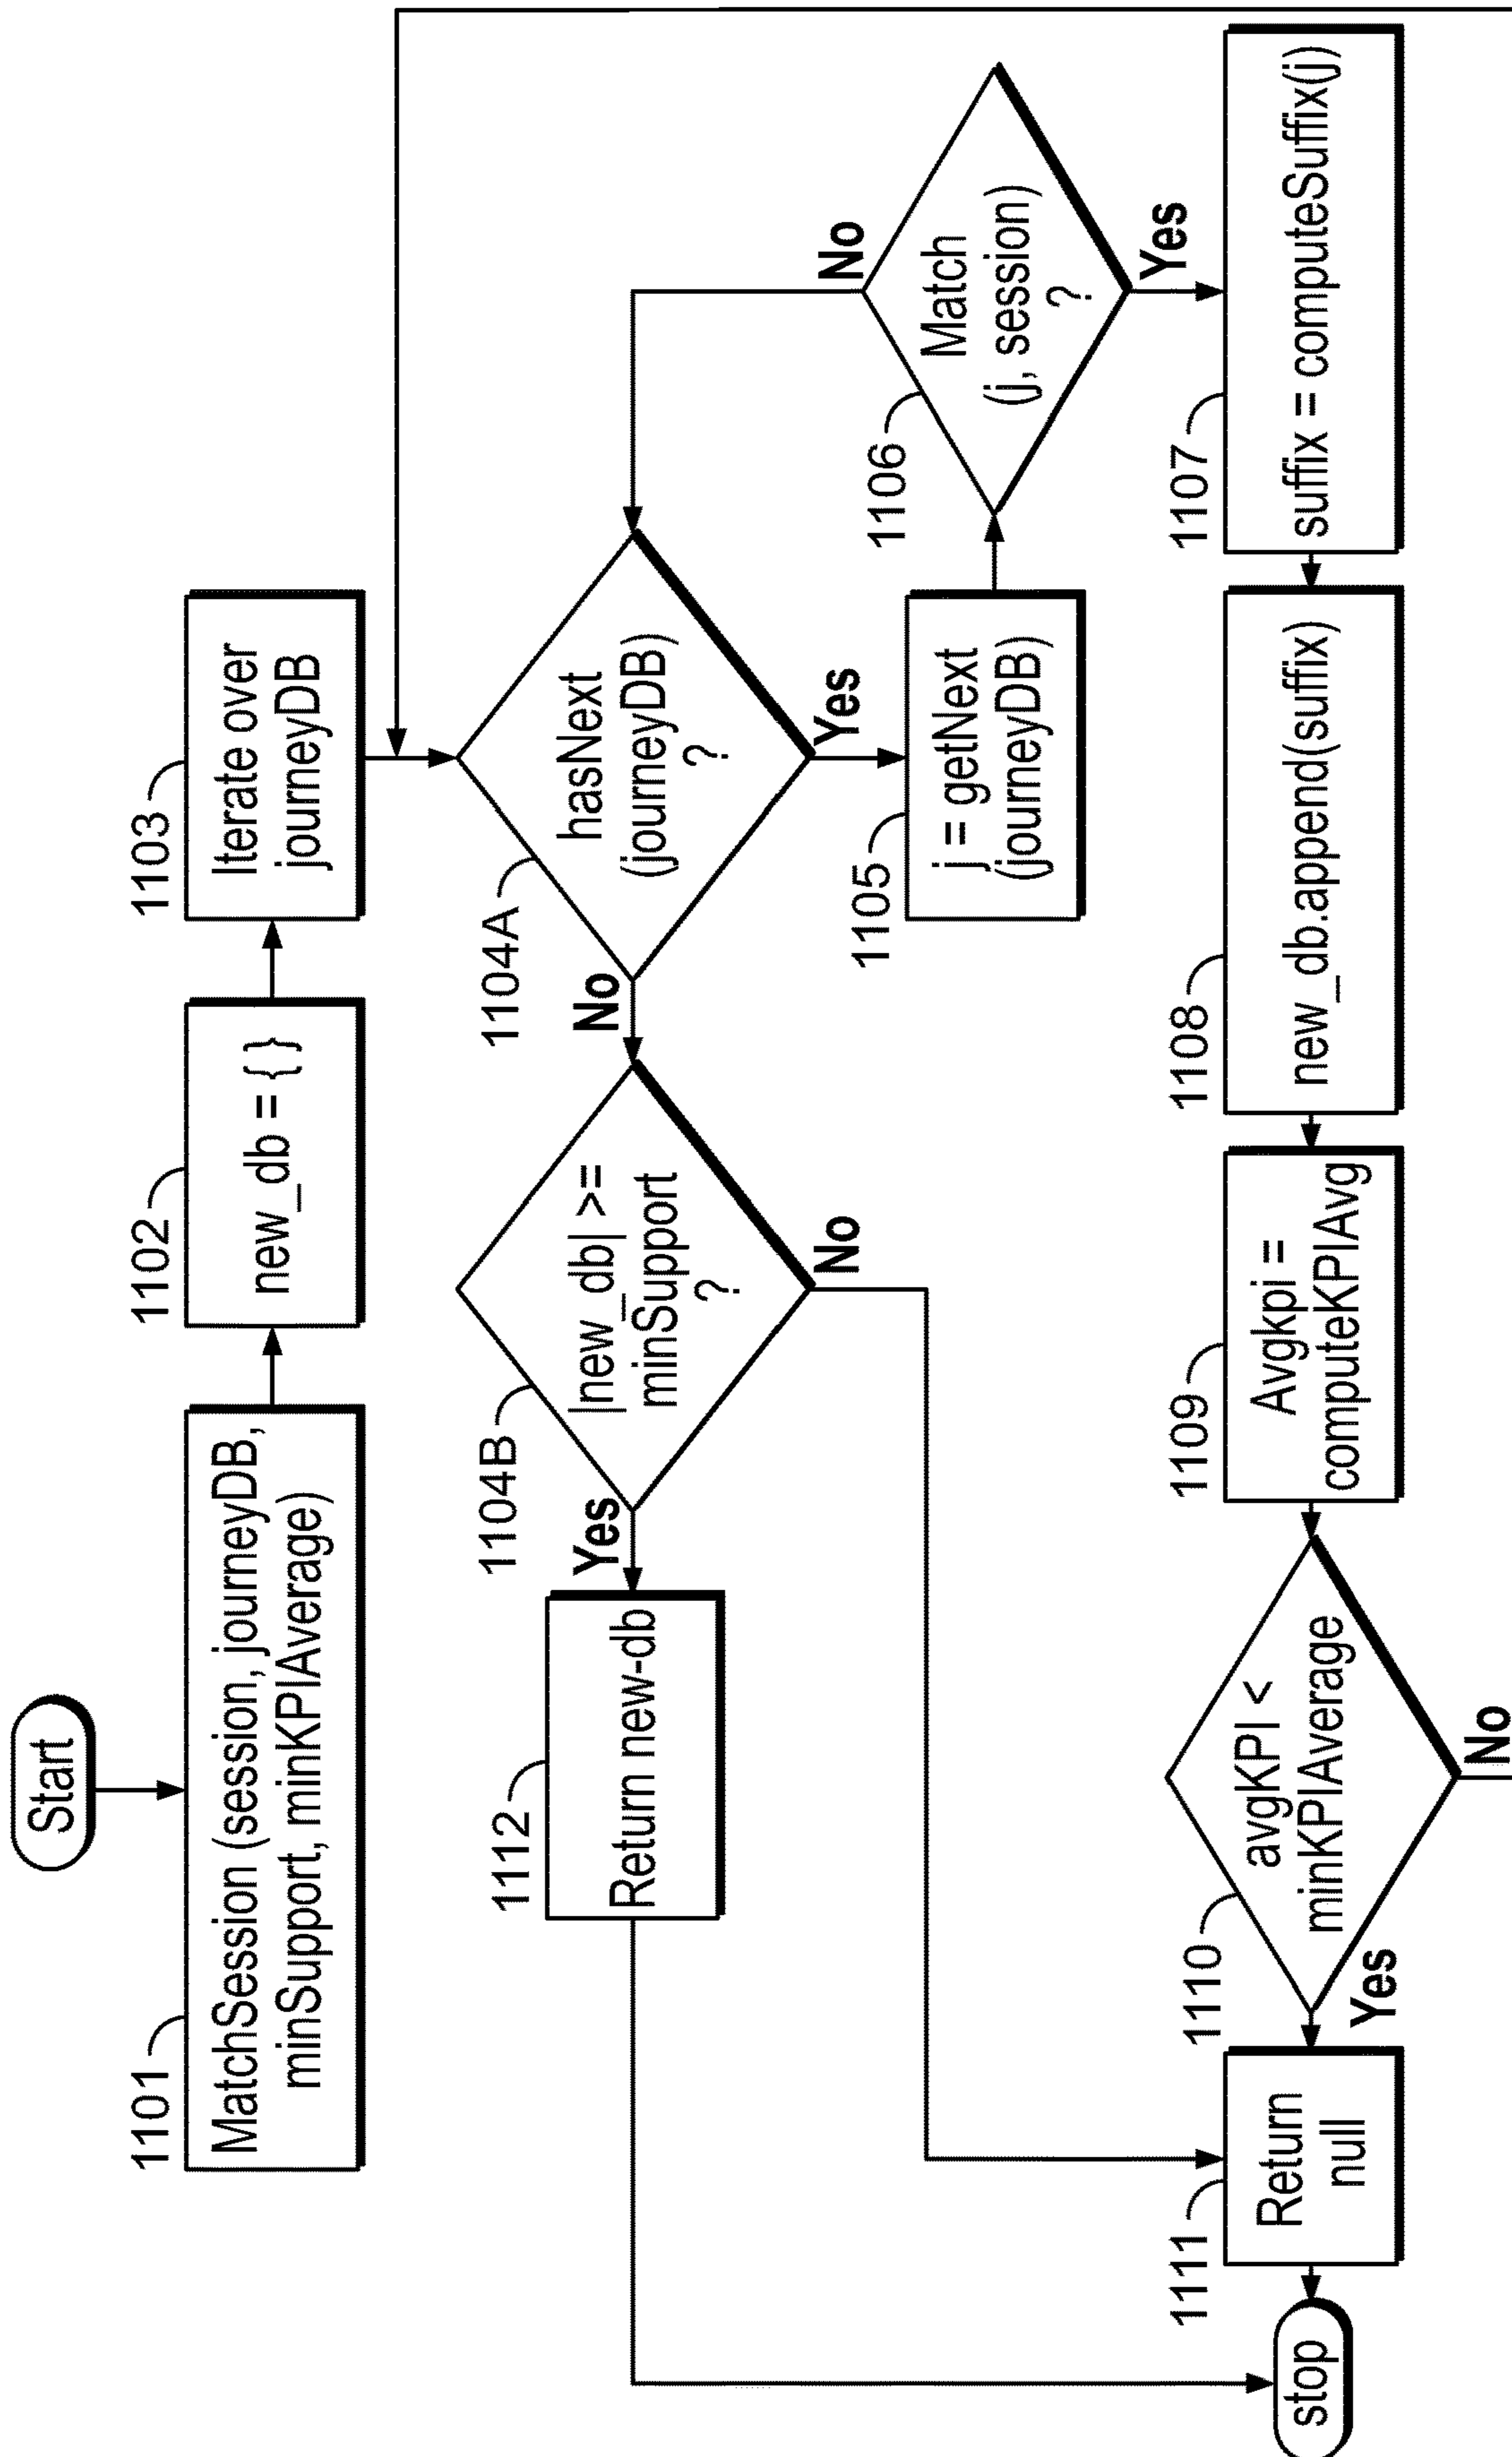 Start
1101
MatchSession (session, journeyDB,
minSupport, minKPIAverage)
1102
new_db = { }
1103
Iterate over
journeyDB
1104A
hasNext
(journeyDB)
?
No
Yes
1104B
|new_db| >=
minSupport
?
Yes
No
1112
Return new-db
1105
j = getNext
(journeyDB)
1106
Match
(j, session)
?
No
Yes
1107
suffix = computeSuffix(j)
1108
new_db.append(suffix)
1109
Avgkpi =
computeKPIAvg
1110
avgKPI <
minKPIAverage
Yes
No
1111
Return
null
stop